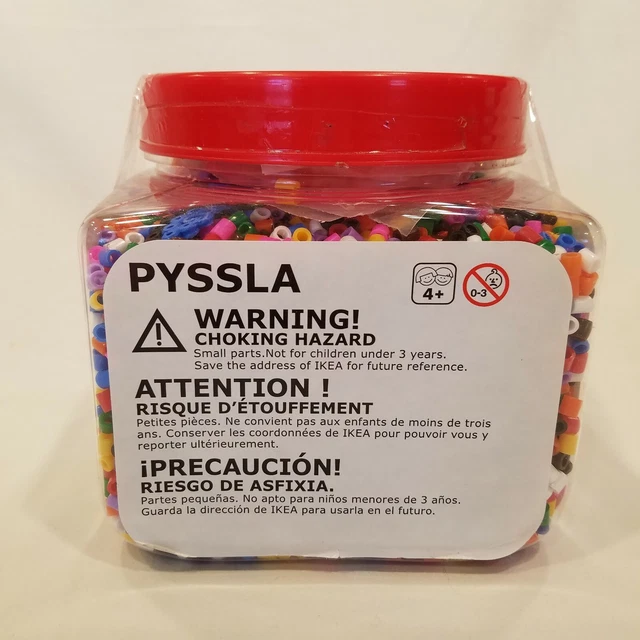 PYSSLA
4+
0-3
WARNING!
CHOKING HAZARD
Small parts.Not for children under 3 years.
Save the address of IKEA for future reference.
ATTENTION !
RISQUE D'ÉTOUFFEMENT
Petites pièces. Ne convient pas aux enfants de moins de trois
ans. Conserver les coordonnées de IKEA pour pouvoir vous y
reporter ultérieurement.
¡PRECAUCIÓN!
RIESGO DE ASFIXIA.
Partes pequeñas. No apto para niños menores de 3 años.
Guarda la dirección de IKEA para usarla en el futuro.